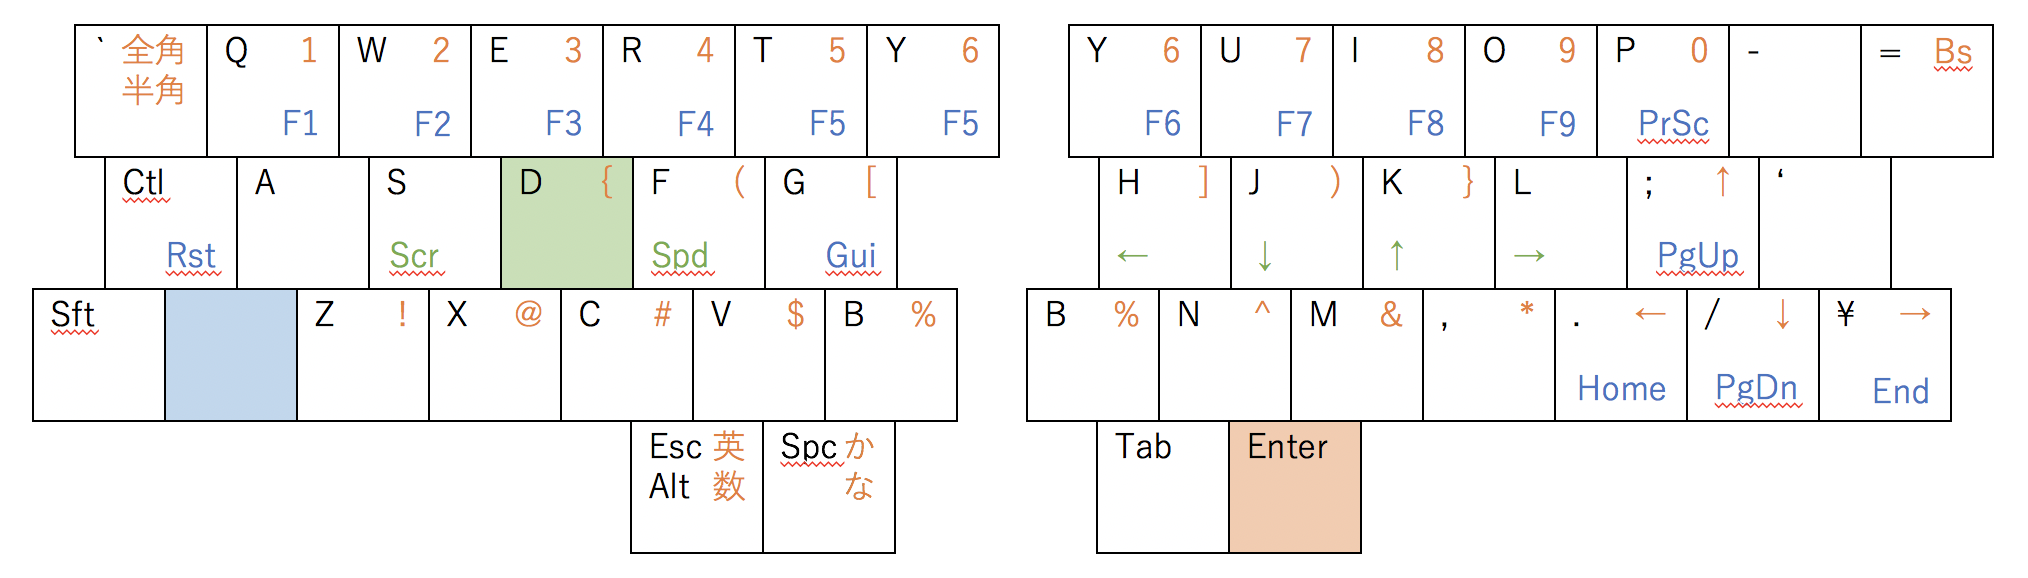 ` 全角 Q 1 W 2 E 3 R 4 T 5 Y 6 Y 6 U 7 I 8 O 9 P 0 - = Bs
半角
F1 F2 F3 F4 F5 F5 F6 F7 F8 F9 PrSc
Ctl A S D { F ( G [ H ] J ) K } L ; ↑ ‘
Rst Scr Spd Gui ← ↓ ↑ → PgUp
Sft Z ! X @ C # V $ B % B % N ^ M & , * . ← / ↓ ¥ →
Home PgDn End
Esc 英 Spc か Tab Enter
Alt 数 な